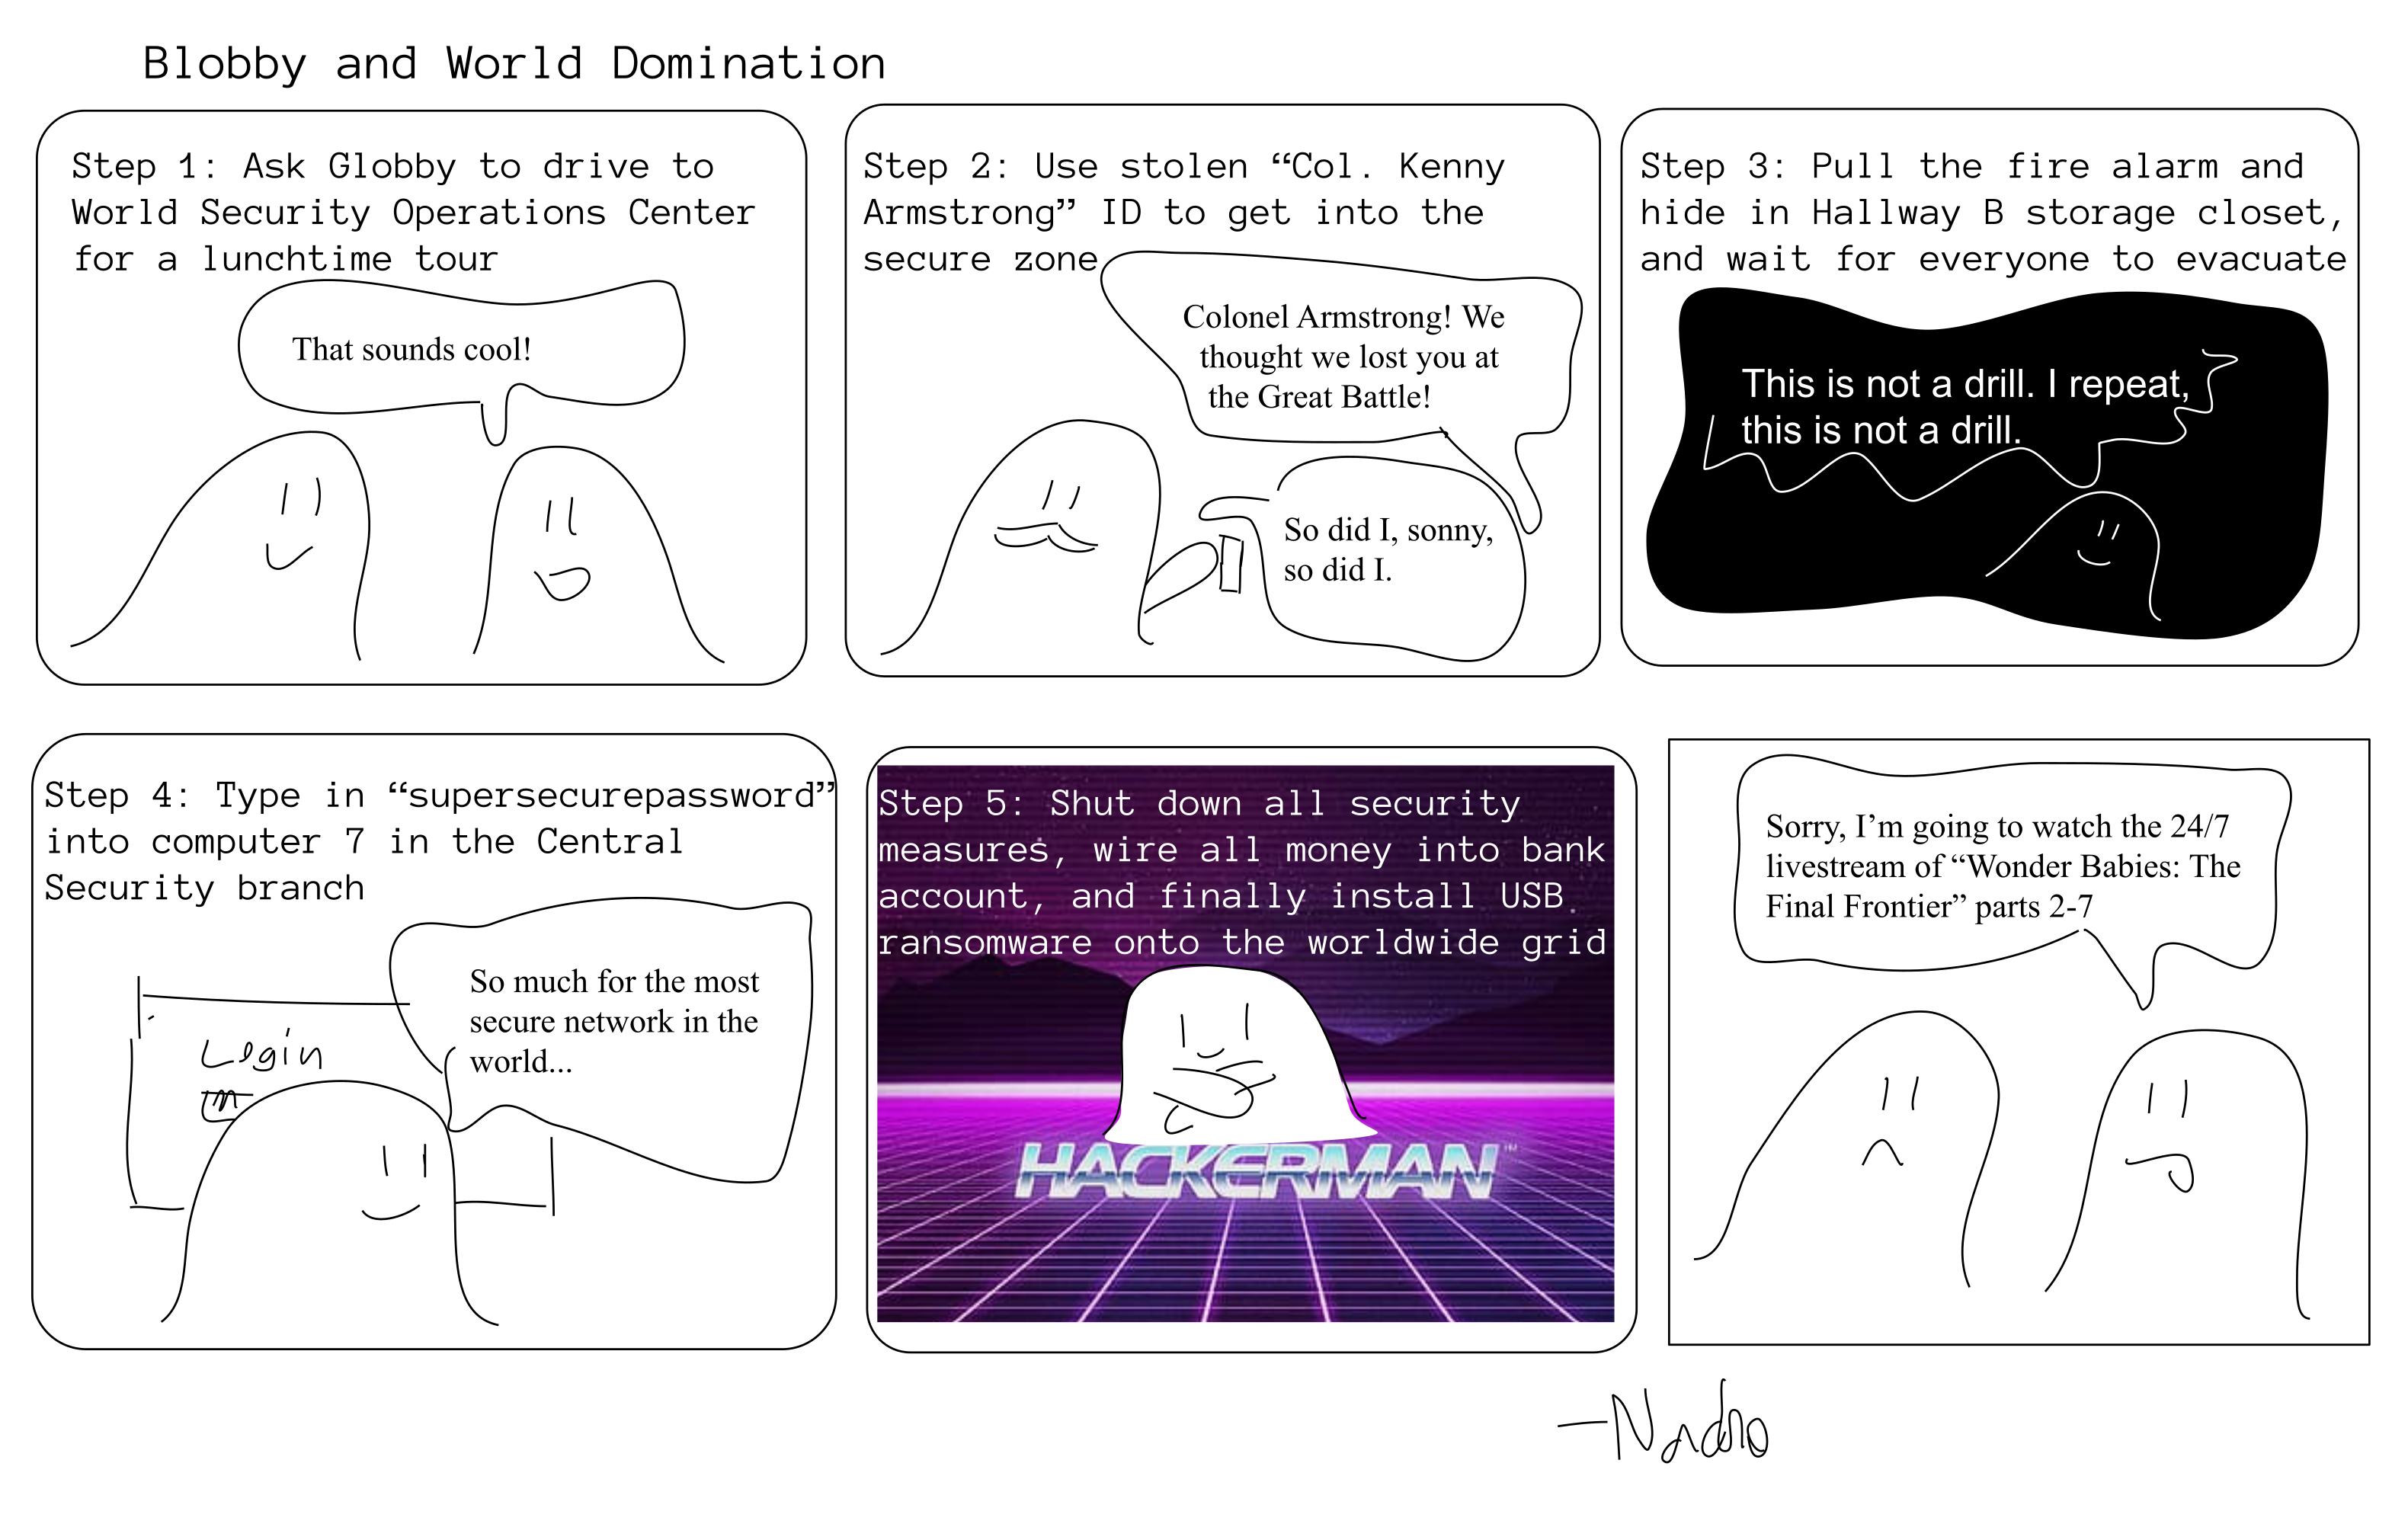 Blobby and World Domination
Step 1: Ask Globby to drive to
World Security Operations Center
for a lunchtime tour
That sounds cool!
Step 2: Use stolen “Col. Kenny
Armstrong” ID to get into the
secure zone
Colonel Armstrong! We
thought we lost you at
the Great Battle!
So did I, sonny,
so did I.
Step 3: Pull the fire alarm and
hide in Hallway B storage closet,
and wait for everyone to evacuate
This is not a drill. I repeat,
this is not a drill.
Step 4: Type in “supersecurepassword”
into computer 7 in the Central
Security branch
So much for the most
secure network in the
world...
Login
Step 5: Shut down all security
measures, wire all money into bank
account, and finally install USB
ransomware onto the worldwide grid
HACKERMAN™
Sorry, I’m going to watch the 24/7
livestream of “Wonder Babies: The
Final Frontier” parts 2-7